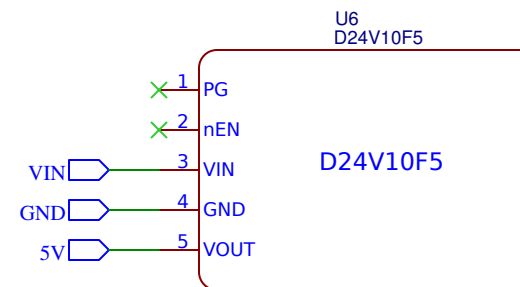 U6
D24V10F5
1 PG
2 nEN
VIN 3 VIN
D24V10F5
GND 4 GND
5V 5 VOUT